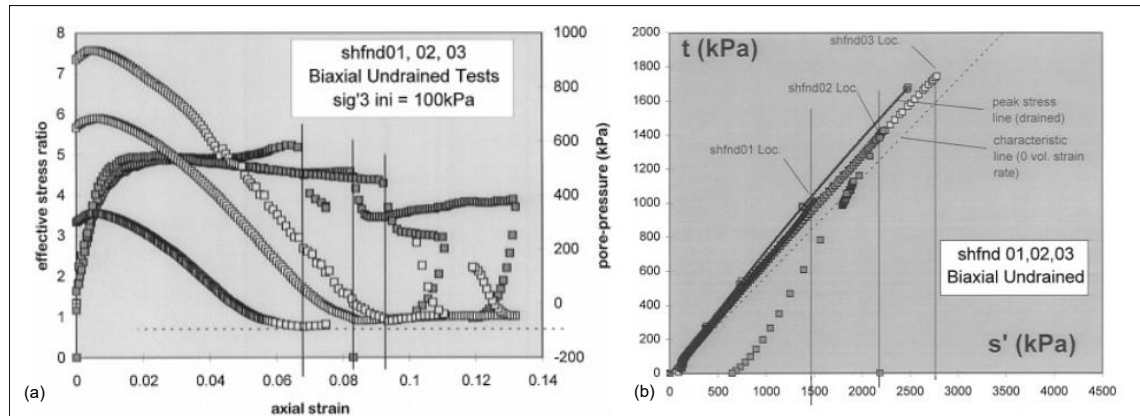 8
7
6
5
4
3
2
1
0
effective stress ratio
shfnd01, 02, 03
Biaxial Undrained Tests
sig'3 ini = 100kPa
1000
800
600
400
200
0
-200
pore-pressure (kPa)
0
0.02
0.04
0.06
0.08
0.1
0.12
0.14
axial strain
(a)
2000
1800
1600
1400
1200
1000
800
600
400
200
0
t (kPa)
shfnd03 Loc.
shfnd02 Loc.
shfnd01 Loc.
peak stress
line (drained)
characteristic
line (0 vol. strain
rate)
shfnd 01,02,03
Biaxial Undrained
s' (kPa)
0
500
1000
1500
2000
2500
3000
3500
4000
4500
(b)